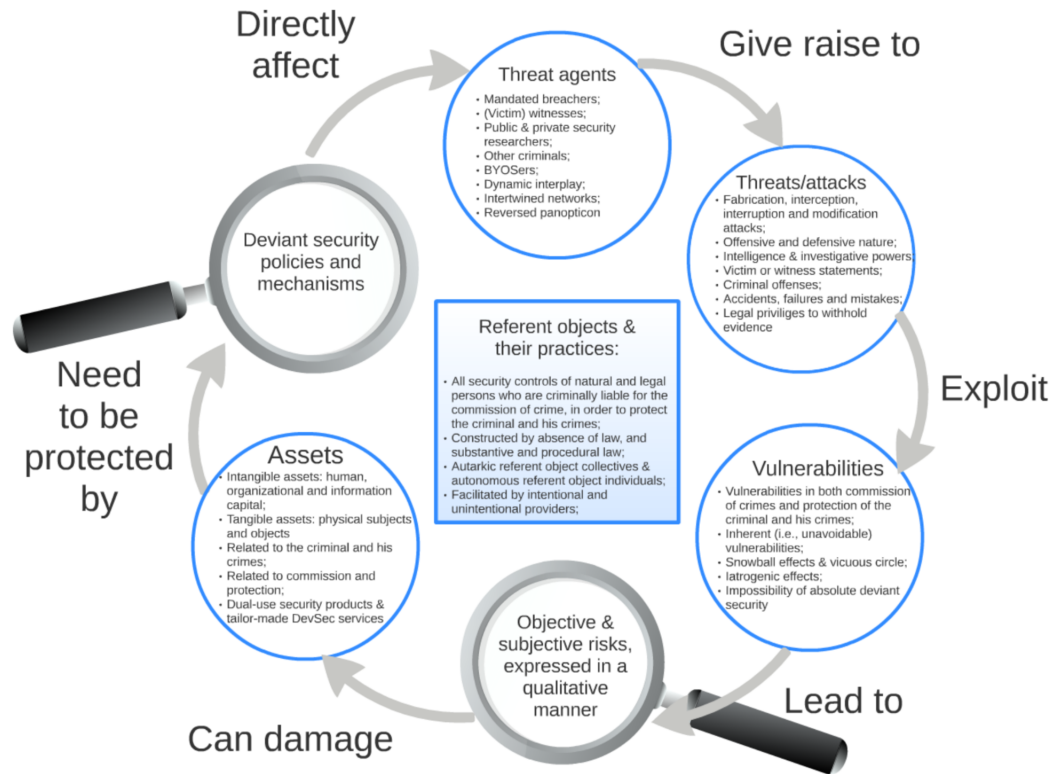 Directly
affect
Give raise to
Threat agents
• Mandated breachers;
• (Victim) witnesses;
• Public & private security
researchers;
• Other criminals;
• BYOSers;
• Dynamic interplay;
• Intertwined networks;
• Reversed panopticon
Threats/attacks
• Fabrication, interception,
interruption and modification
attacks;
• Offensive and defensive nature;
• Intelligence & investigative powers;
• Victim or witness statements;
• Criminal offenses;
• Accidents, failures and mistakes;
• Legal priviliges to withhold
evidence
Exploit
Vulnerabilities
• Vulnerabilities in both commission
of crimes and protection of the
criminal and his crimes;
• Inherent (i.e., unavoidable)
vulnerabilities;
• Snowball effects & vicuous circle;
• Iatrogenic effects;
• Impossibility of absolute deviant
security
Lead to
Objective &
subjective risks,
expressed in a
qualitative
manner
Can damage
Assets
• Intangible assets: human,
organizational and information
capital;
• Tangible assets: physical subjects
and objects
• Related to the criminal and his
crimes;
• Related to commission and
protection;
• Dual-use security products &
tailor-made DevSec services
Need
to be
protected
by
Deviant security
policies and
mechanisms
Referent objects &
their practices:
• All security controls of natural and legal
persons who are criminally liable for the
commission of crime, in order to protect
the criminal and his crimes;
• Constructed by absence of law, and
substantive and procedural law;
• Autarkic referent object collectives &
autonomous referent object individuals;
• Facilitated by intentional and
unintentional providers;